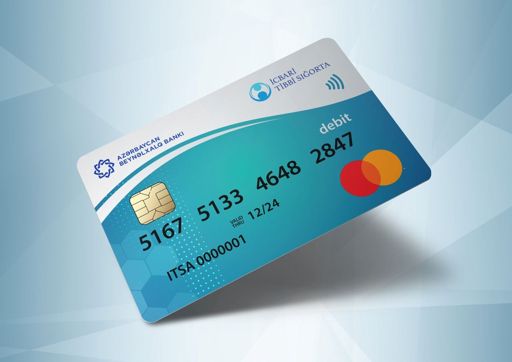 İCBARİ
TİBBİ SIĞORTA
AZƏRBAYCAN
BEYNƏLXALQ BANKI
debit
5167 5133 4648 2847
VALID
THRU 12/24
ITSA 0000001